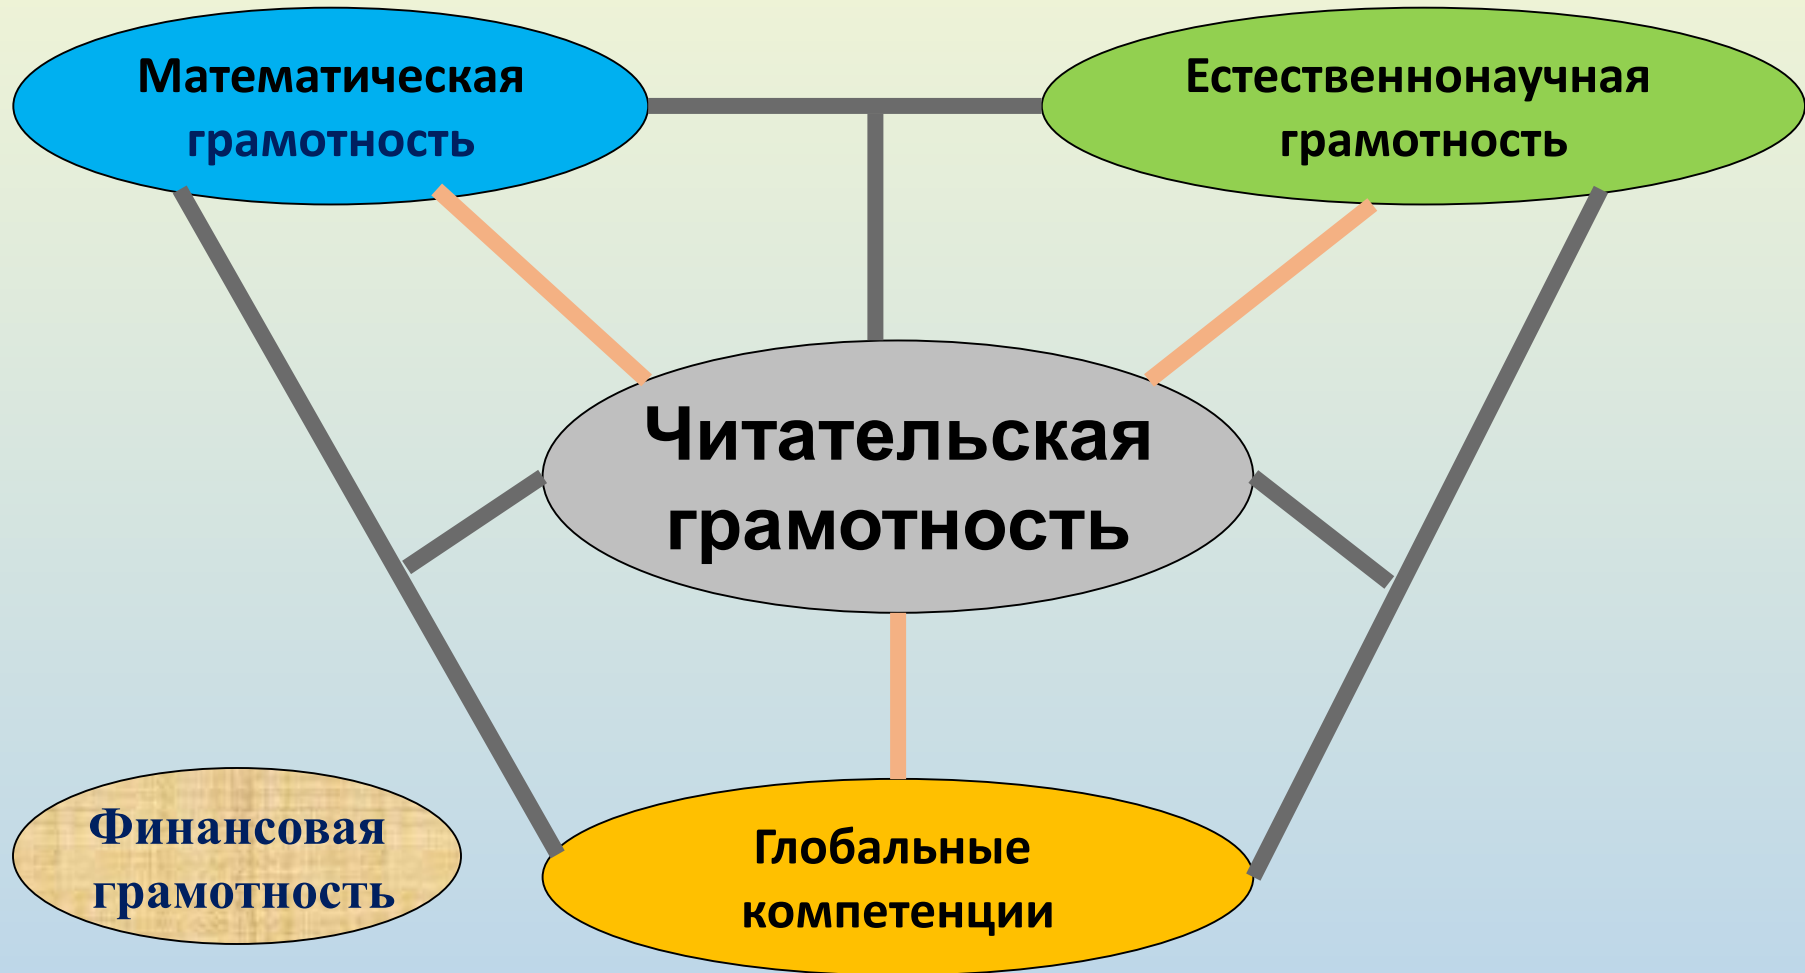 Математическая
грамотность
Естественнонаучная
грамотность
Читательская
грамотность
Финансовая
грамотность
Глобальные
компетенции